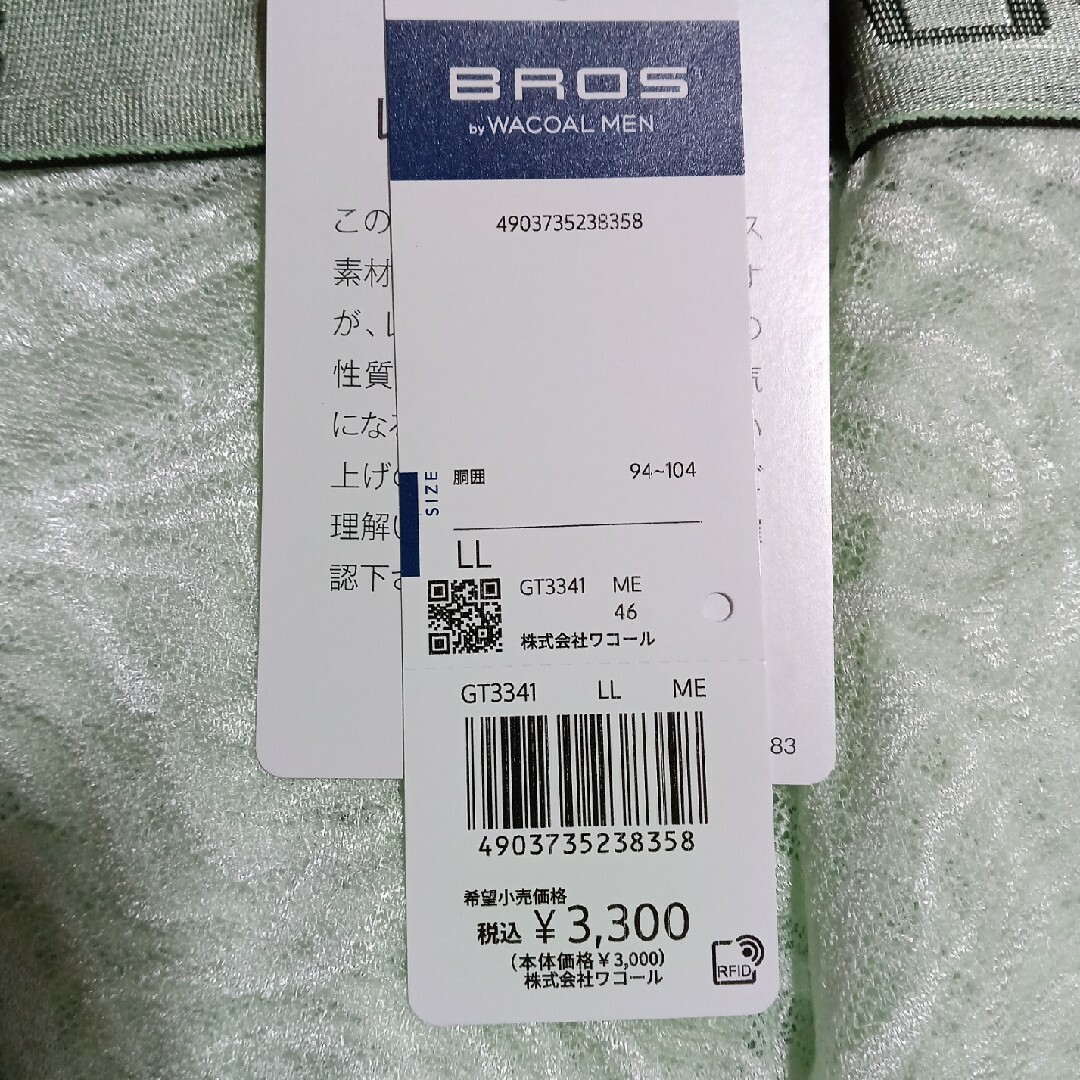 BROS
by WACOAL MEN
4903735238358
この
素材
が、
性質
にな
上げ
理解
認下さ
SIZE
胴囲 94~104
LL
GT3341 ME
46
株式会社ワコール
GT3341 LL ME
4903735238358
83
希望小売価格
税込 ¥3,300
(本体価格¥3,000)
株式会社ワコール
RFID